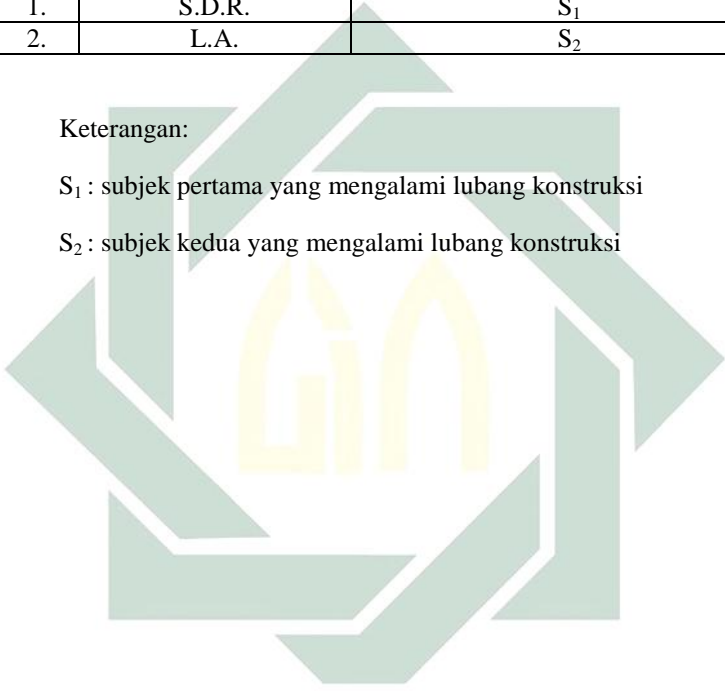 1. S.D.R. S₁
2. L.A. S₂
Keterangan:
S₁ : subjek pertama yang mengalami lubang konstruksi
S₂ : subjek kedua yang mengalami lubang konstruksi